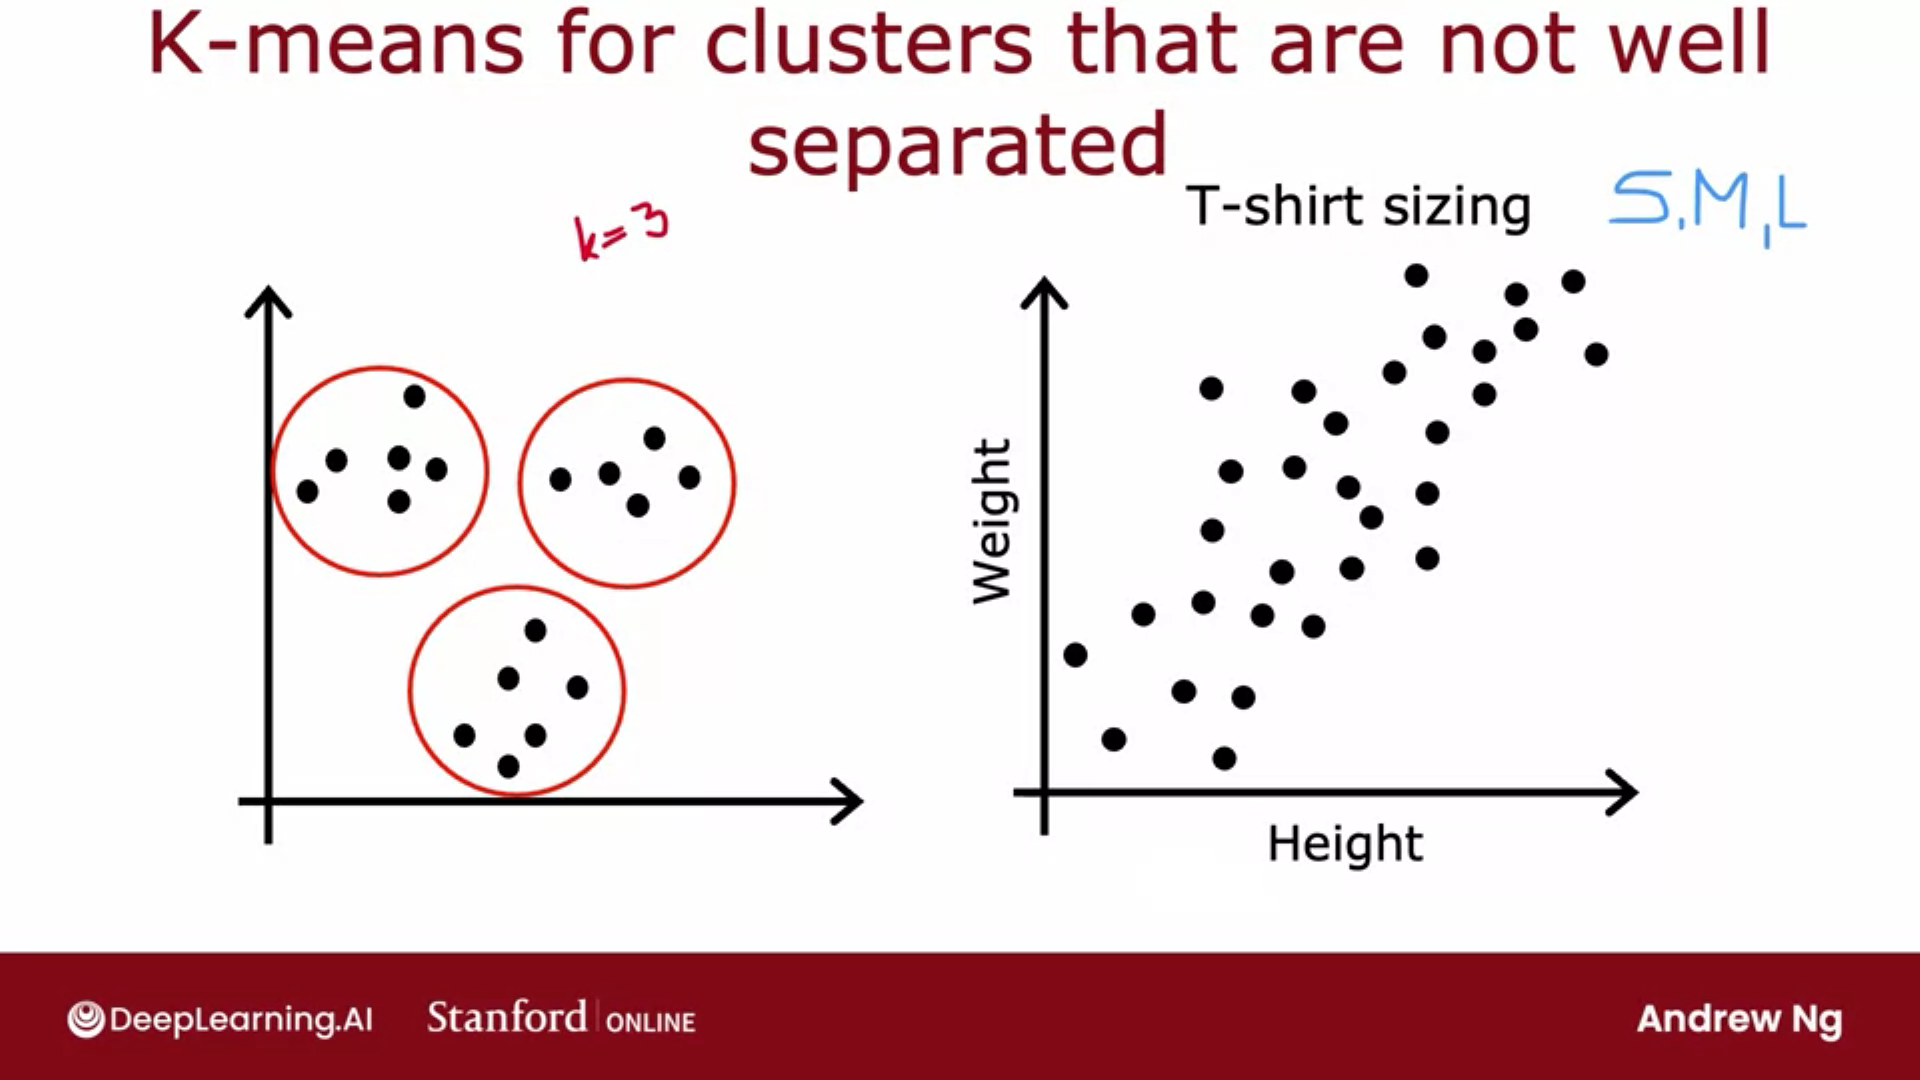 K-means for clusters that are not well
separated
k=3
T-shirt sizing
S,M,L
Weight
Height
DeepLearning.AI
Stanford ONLINE
Andrew Ng